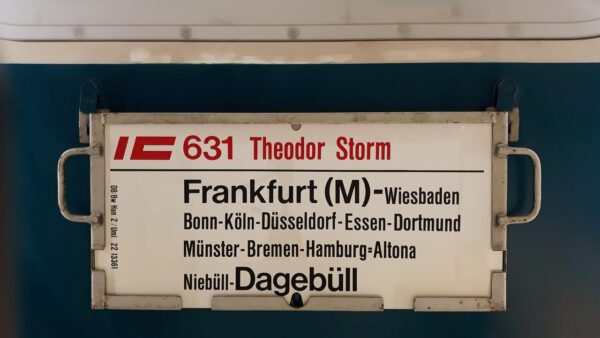 IC 631 Theodor Storm
Frankfurt (M)-Wiesbaden
Bonn-Köln-Düsseldorf-Essen-Dortmund
Münster-Bremen-Hamburg=Altona
Niebüll-Dagebüll